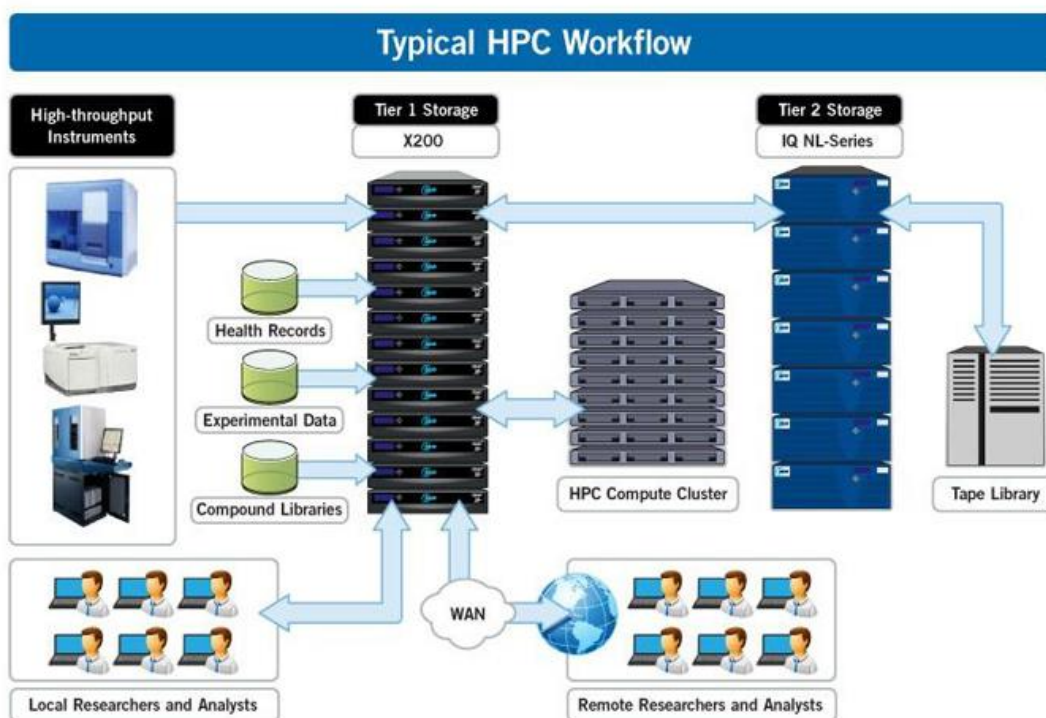 Typical HPC Workflow
High-throughput
Instruments
Tier 1 Storage
X200
Tier 2 Storage
IQ NL-Series
Health Records
Experimental Data
Compound Libraries
HPC Compute Cluster
Tape Library
WAN
Local Researchers and Analysts
Remote Researchers and Analysts